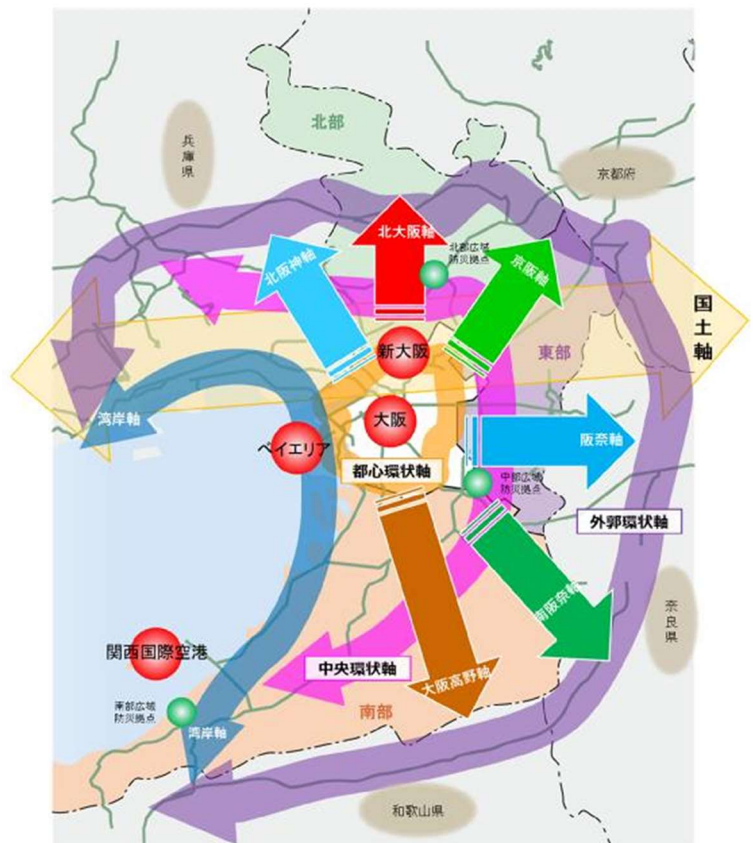 北部
兵
庫
県
京都府
北大阪軸
北部広域
防災拠点
北阪神軸
京阪軸
国
土
軸
新大阪
東部
湾岸軸
大阪
阪奈軸
ベイエリア
都心環状軸
中部広域
防災拠点
外郭環状軸
南阪奈軸
奈
良
県
関西国際空港
中央環状軸
大阪高野軸
南部広域
防災拠点
南部
湾岸軸
和歌山県